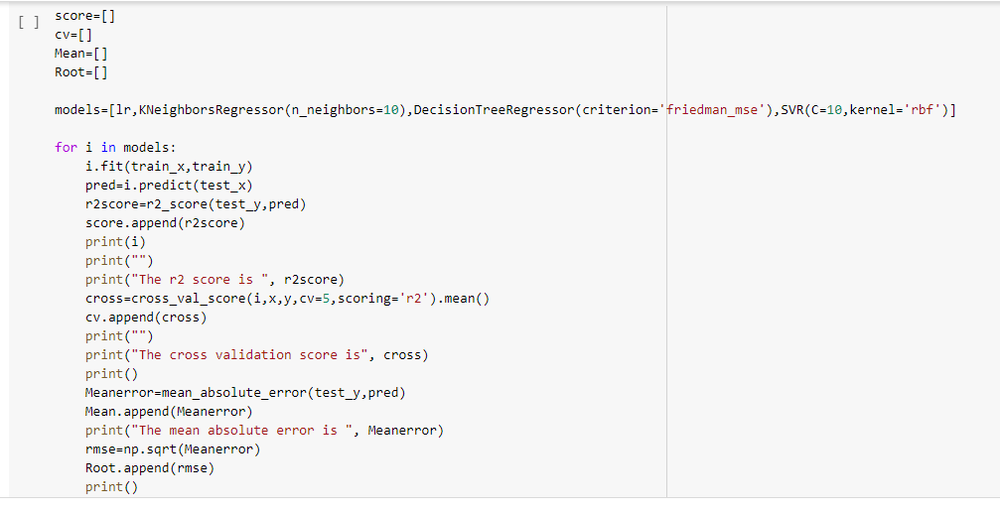 [ ]
score=[]
cv=[]
Mean=[]
Root=[]
models=[lr,KNeighborsRegressor(n_neighbors=10),DecisionTreeRegressor(criterion='friedman_mse'),SVR(C=10,kernel='rbf')]
for i in models:
    i.fit(train_x,train_y)
    pred=i.predict(test_x)
    r2score=r2_score(test_y,pred)
    score.append(r2score)
    print(i)
    print("")
    print("The r2 score is ", r2score)
    cross=cross_val_score(i,x,y,cv=5,scoring='r2').mean()
    cv.append(cross)
    print("")
    print("The cross validation score is", cross)
    print()
    Meanerror=mean_absolute_error(test_y,pred)
    Mean.append(Meanerror)
    print("The mean absolute error is ", Meanerror)
    rmse=np.sqrt(Meanerror)
    Root.append(rmse)
    print()